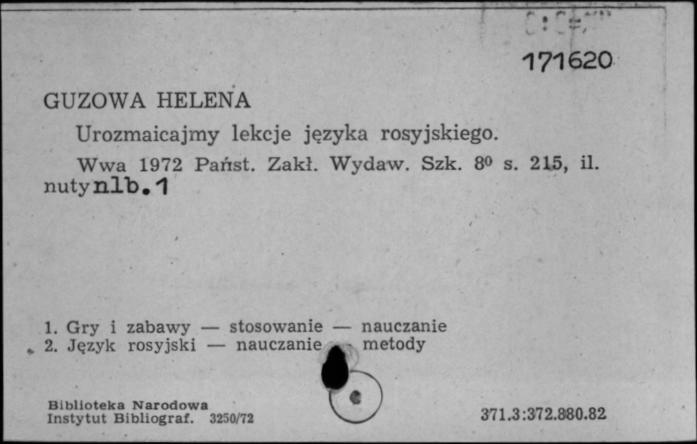 171620
GUZOWA HELENA
Urozmaicajmy lekcje języka rosyjskiego.
Wwa 1972 Państ. Zakł. Wydaw. Szk. 8º s. 215, il.
nuty nlb. 1
1. Gry i zabawy — stosowanie — nauczanie
2. Język rosyjski — nauczanie metody
Biblioteka Narodowa
Instytut Bibliograf. 3250/72
371.3:372.880.82